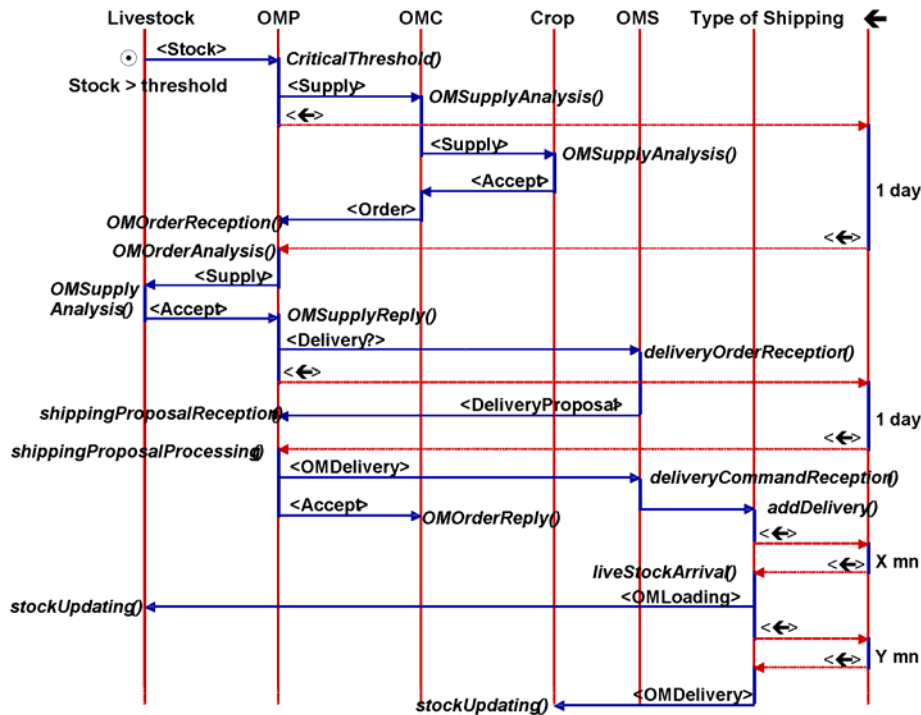 Livestock OMP OMC Crop OMS Type of Shipping ←
<Stock> CriticalThreshold()
Stock > threshold <Supply> OMSupplyAnalysis()
<←>
<Supply> OMSupplyAnalysis()
<Accept>
1 day
<Order>
OMOrderReception()
<←>
OMOrderAnalysis()
<Supply>
OMSupply
Analysis()
<Accept> OMSupplyReply()
<Delivery?> deliveryOrderReception()
<←>
<DeliveryProposal>
shippingProposalReception() 1 day
<←>
shippingProposalProcessing()
<OMDelivery> deliveryCommandReception()
<Accept> OMOrderReply() addDelivery()
<←>
<←> X mn
liveStockArrival()
<OMLoading>
stockUpdating()
<←>
<←> Y mn
<OMDelivery>
stockUpdating()